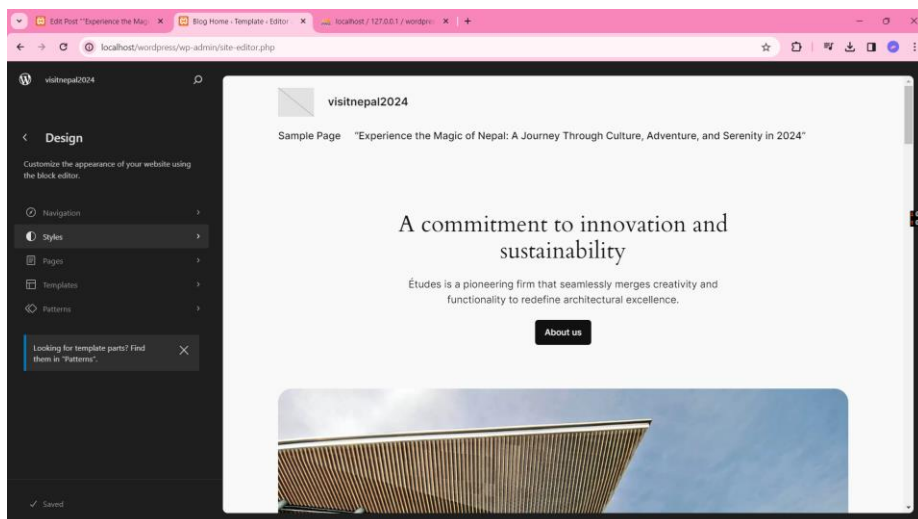 Edit Post "“Experience the Mag
Blog Home ‹ Template ‹ Editor
localhost / 127.0.0.1 / wordpre
localhost/wordpress/wp-admin/site-editor.php
visitnepal2024
Design
Customize the appearance of your website using
the block editor.
Navigation
Styles
Pages
Templates
Patterns
Looking for template parts? Find
them in "Patterns".
Saved
visitnepal2024
Sample Page “Experience the Magic of Nepal: A Journey Through Culture, Adventure, and Serenity in 2024”
A commitment to innovation and
sustainability
Études is a pioneering firm that seamlessly merges creativity and
functionality to redefine architectural excellence.
About us